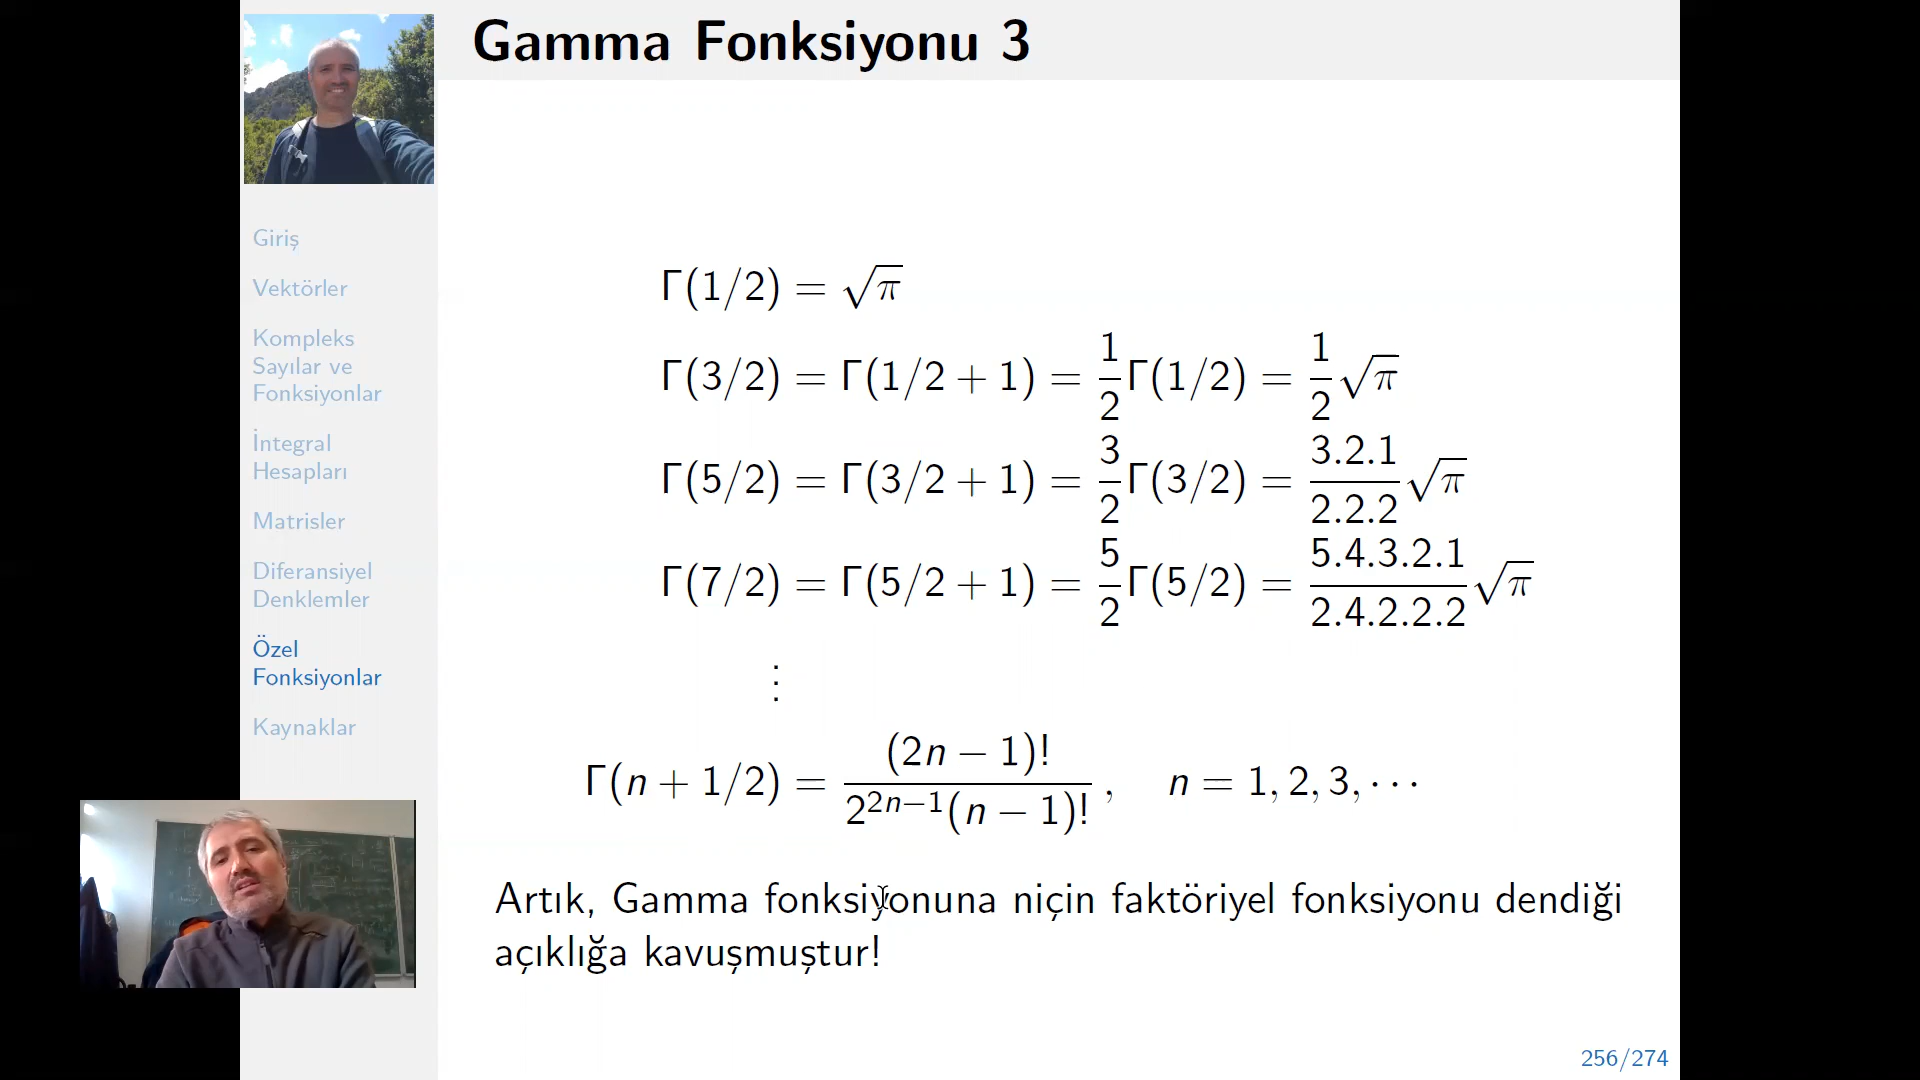 Gamma Fonksiyonu 3
Giriş
Vektörler
Kompleks
Sayılar ve
Fonksiyonlar
İntegral
Hesapları
Matrisler
Diferansiyel
Denklemler
Özel
Fonksiyonlar
Kaynaklar
Γ(1/2) = √π
Γ(3/2) = Γ(1/2 + 1) = 1/2 Γ(1/2) = 1/2 √π
Γ(5/2) = Γ(3/2 + 1) = 3/2 Γ(3/2) = 3.2.1/2.2.2 √π
Γ(7/2) = Γ(5/2 + 1) = 5/2 Γ(5/2) = 5.4.3.2.1/2.4.2.2.2 √π
⋮
Γ(n + 1/2) = (2n − 1)!/2^{2n−1}(n − 1)! , n = 1, 2, 3, ⋯
Artık, Gamma fonksiyonuna niçin faktöriyel fonksiyonu dendiği
açıklığa kavuşmuştur!
256/274